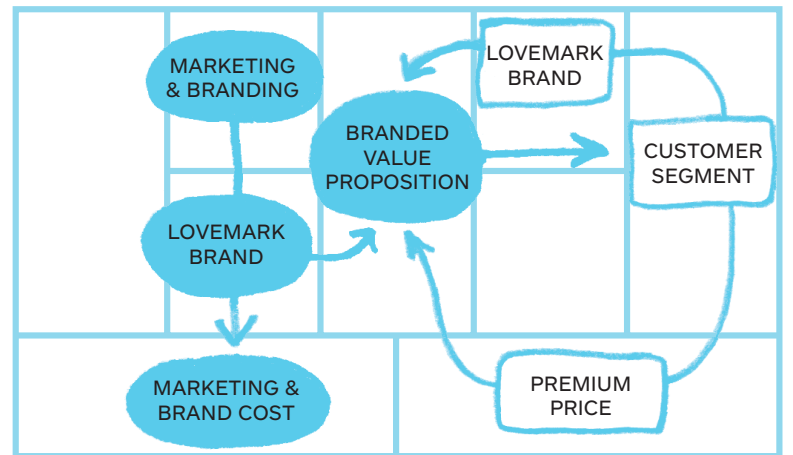 MARKETING
& BRANDING
LOVEMARK
BRAND
BRANDED
VALUE
PROPOSITION
CUSTOMER
SEGMENT
LOVEMARK
BRAND
MARKETING &
BRAND COST
PREMIUM
PRICE